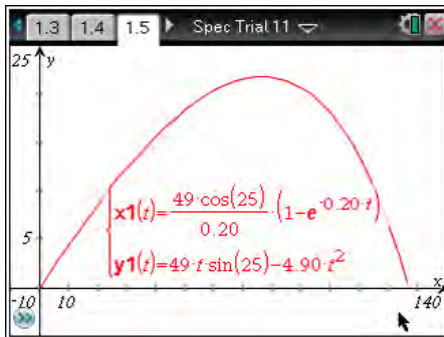 1.3 1.4 1.5 Spec Trial 11
25 y
x1(t)=49·cos(25)/0.20·(1-e^-0.20·t)
y1(t)=49·t·sin(25)-4.90·t^2
5
x
-10 10 140